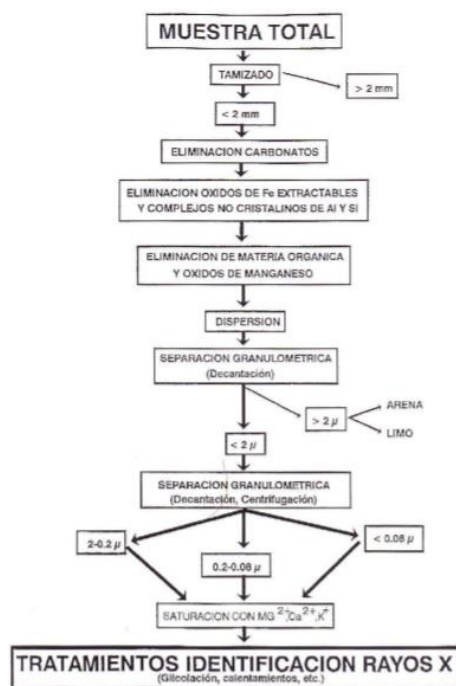 MUESTRA TOTAL
TAMIZADO
> 2 mm
< 2 mm
ELIMINACION CARBONATOS
ELIMINACION OXIDOS DE Fe EXTRACTABLES
Y COMPLEJOS NO CRISTALINOS DE Al Y Si
ELIMINACION DE MATERIA ORGANICA
Y OXIDOS DE MANGANESO
DISPERSION
SEPARACION GRANULOMETRICA
(Decantación)
> 2 µ
ARENA
LIMO
< 2 µ
SEPARACION GRANULOMETRICA
(Decantación, Centrifugación)
2-0.2 µ
0.2-0.08 µ
< 0.08 µ
SATURACION CON MG 2+,Ca2+,K+
TRATAMIENTOS IDENTIFICACION RAYOS X
(Glicolación, calentamientos, etc.)